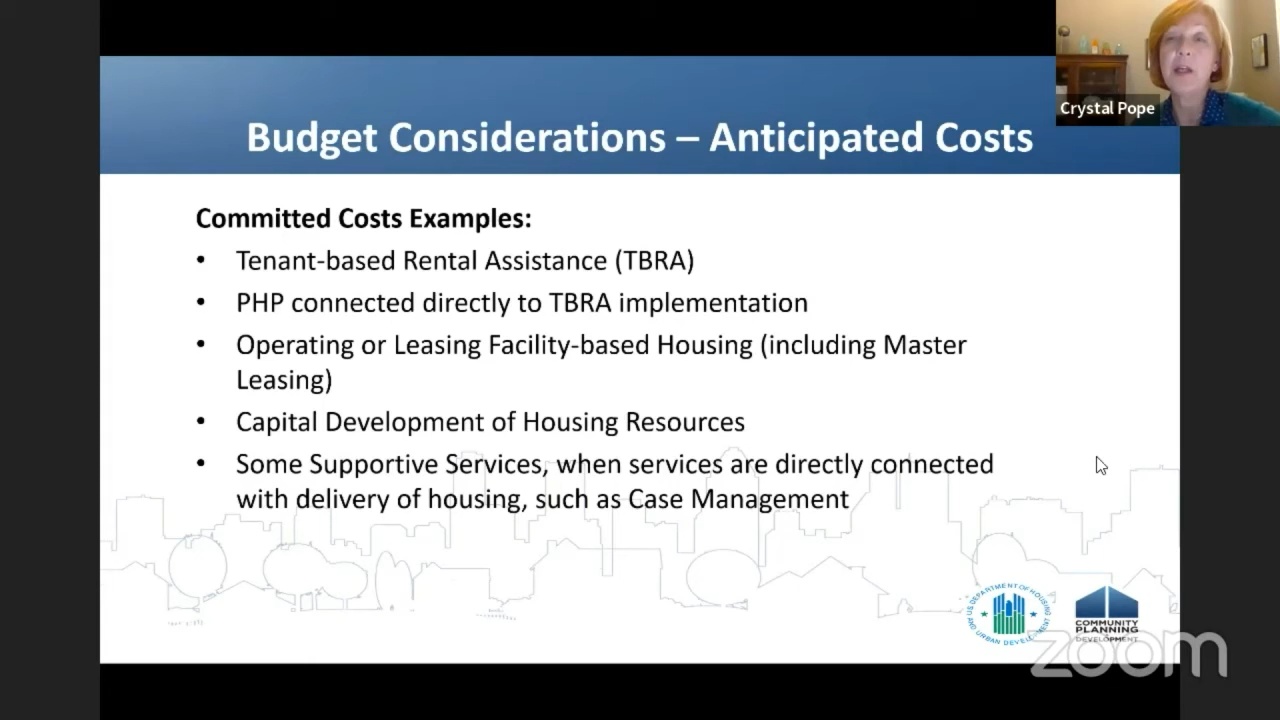 Crystal Pope
Budget Considerations – Anticipated Costs
Committed Costs Examples:
• Tenant-based Rental Assistance (TBRA)
• PHP connected directly to TBRA implementation
• Operating or Leasing Facility-based Housing (including Master
Leasing)
• Capital Development of Housing Resources
• Some Supportive Services, when services are directly connected
with delivery of housing, such as Case Management
U.S. DEPARTMENT OF HOUSING
AND URBAN DEVELOPMENT
COMMUNITY
PLANNING
DEVELOPMENT
zoom